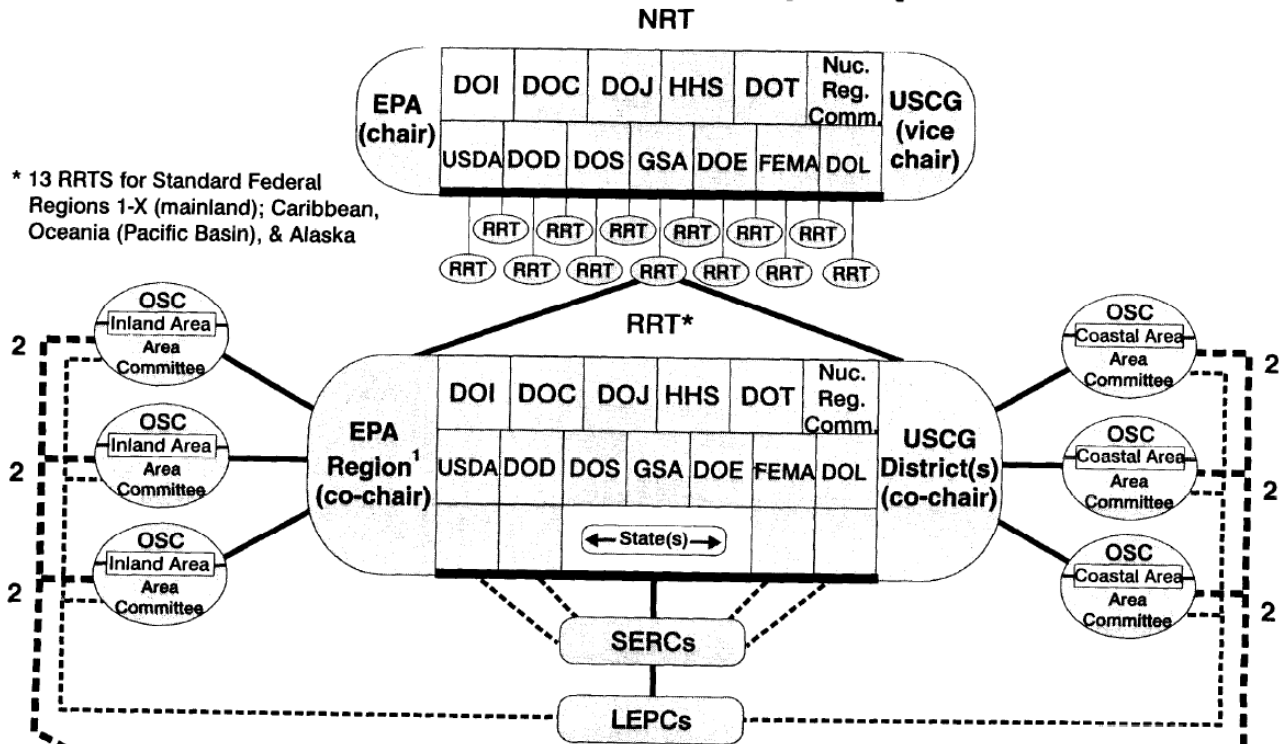 NRT
EPA
(chair)
DOI DOC DOJ HHS DOT Nuc.
Reg.
Comm.
USDA DOD DOS GSA DOE FEMA DOL
USCG
(vice
chair)
* 13 RRTS for Standard Federal
Regions 1-X (mainland); Caribbean,
Oceania (Pacific Basin), & Alaska
RRT RRT RRT RRT RRT RRT
RRT RRT RRT RRT RRT RRT RRT
RRT*
2
OSC
Inland Area
Area
Committee
2
OSC
Inland Area
Area
Committee
2
OSC
Inland Area
Area
Committee
EPA
Region1
(co-chair)
DOI DOC DOJ HHS DOT Nuc.
Reg.
Comm.
USDA DOD DOS GSA DOE FEMA DOL
State(s)
USCG
District(s)
(co-chair)
OSC
Coastal Area
Area
Committee
2
OSC
Coastal Area
Area
Committee
2
OSC
Coastal Area
Area
Committee
2
SERCs
LEPCs